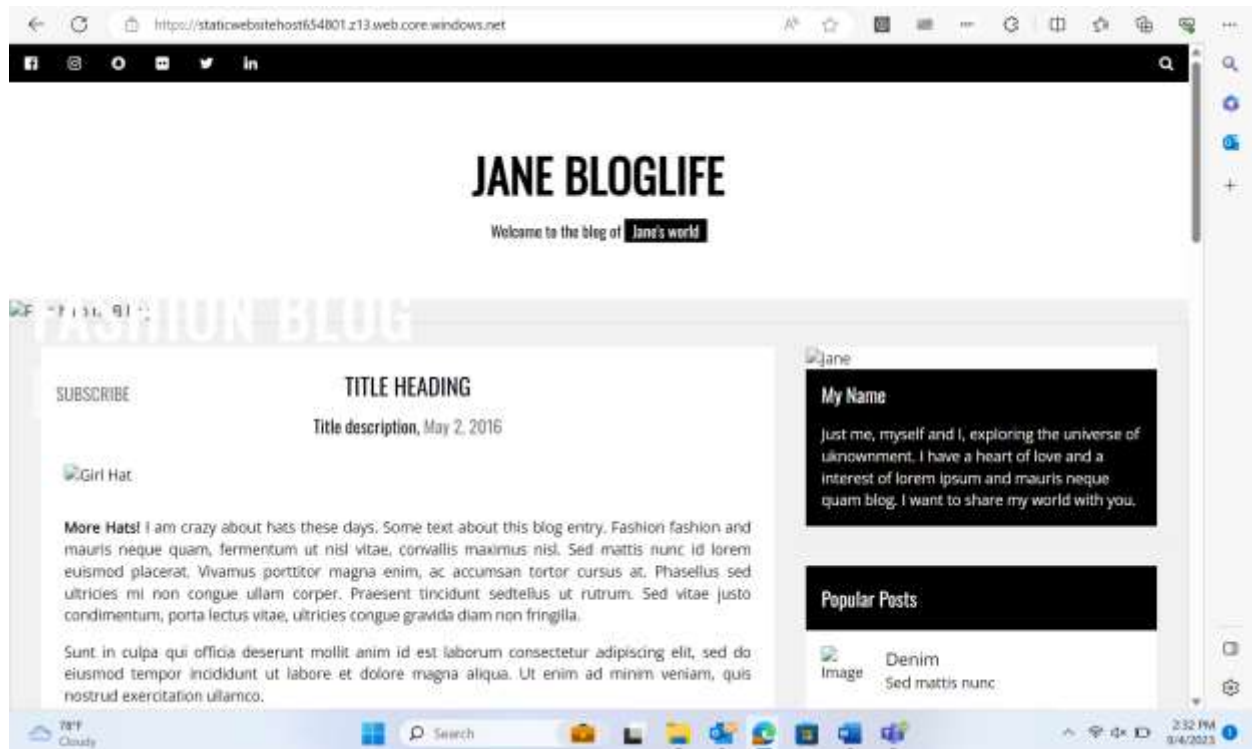 https://staticwebsitehost654801.z13.web.core.windows.net
JANE BLOGLIFE
Welcome to the blog of Jane's world
FASHION BLOG
SUBSCRIBE
TITLE HEADING
Title description, May 2, 2016
Girl Hat
More Hats! I am crazy about hats these days. Some text about this blog entry. Fashion fashion and
mauris neque quam, fermentum ut nisl vitae, convallis maximus nisl. Sed mattis nunc id lorem
euismod placerat. Vivamus porttitor magna enim, ac accumsan tortor cursus at. Phasellus sed
ultricies mi non congue ullam corper. Praesent tincidunt sedtellus ut rutrum. Sed vitae justo
condimentum, porta lectus vitae, ultricies congue gravida diam non fringilla.
Sunt in culpa qui officia deserunt mollit anim id est laborum consectetur adipiscing elit, sed do
eiusmod tempor incididunt ut labore et dolore magna aliqua. Ut enim ad minim veniam, quis
nostrud exercitation ullamco.
Jane
My Name
Just me, myself and I, exploring the universe of
uknownment. I have a heart of love and a
interest of lorem ipsum and mauris neque
quam blog. I want to share my world with you.
Popular Posts
Image
Denim
Sed mattis nunc
78°F
Cloudy
Search
2:32 PM
9/4/2023